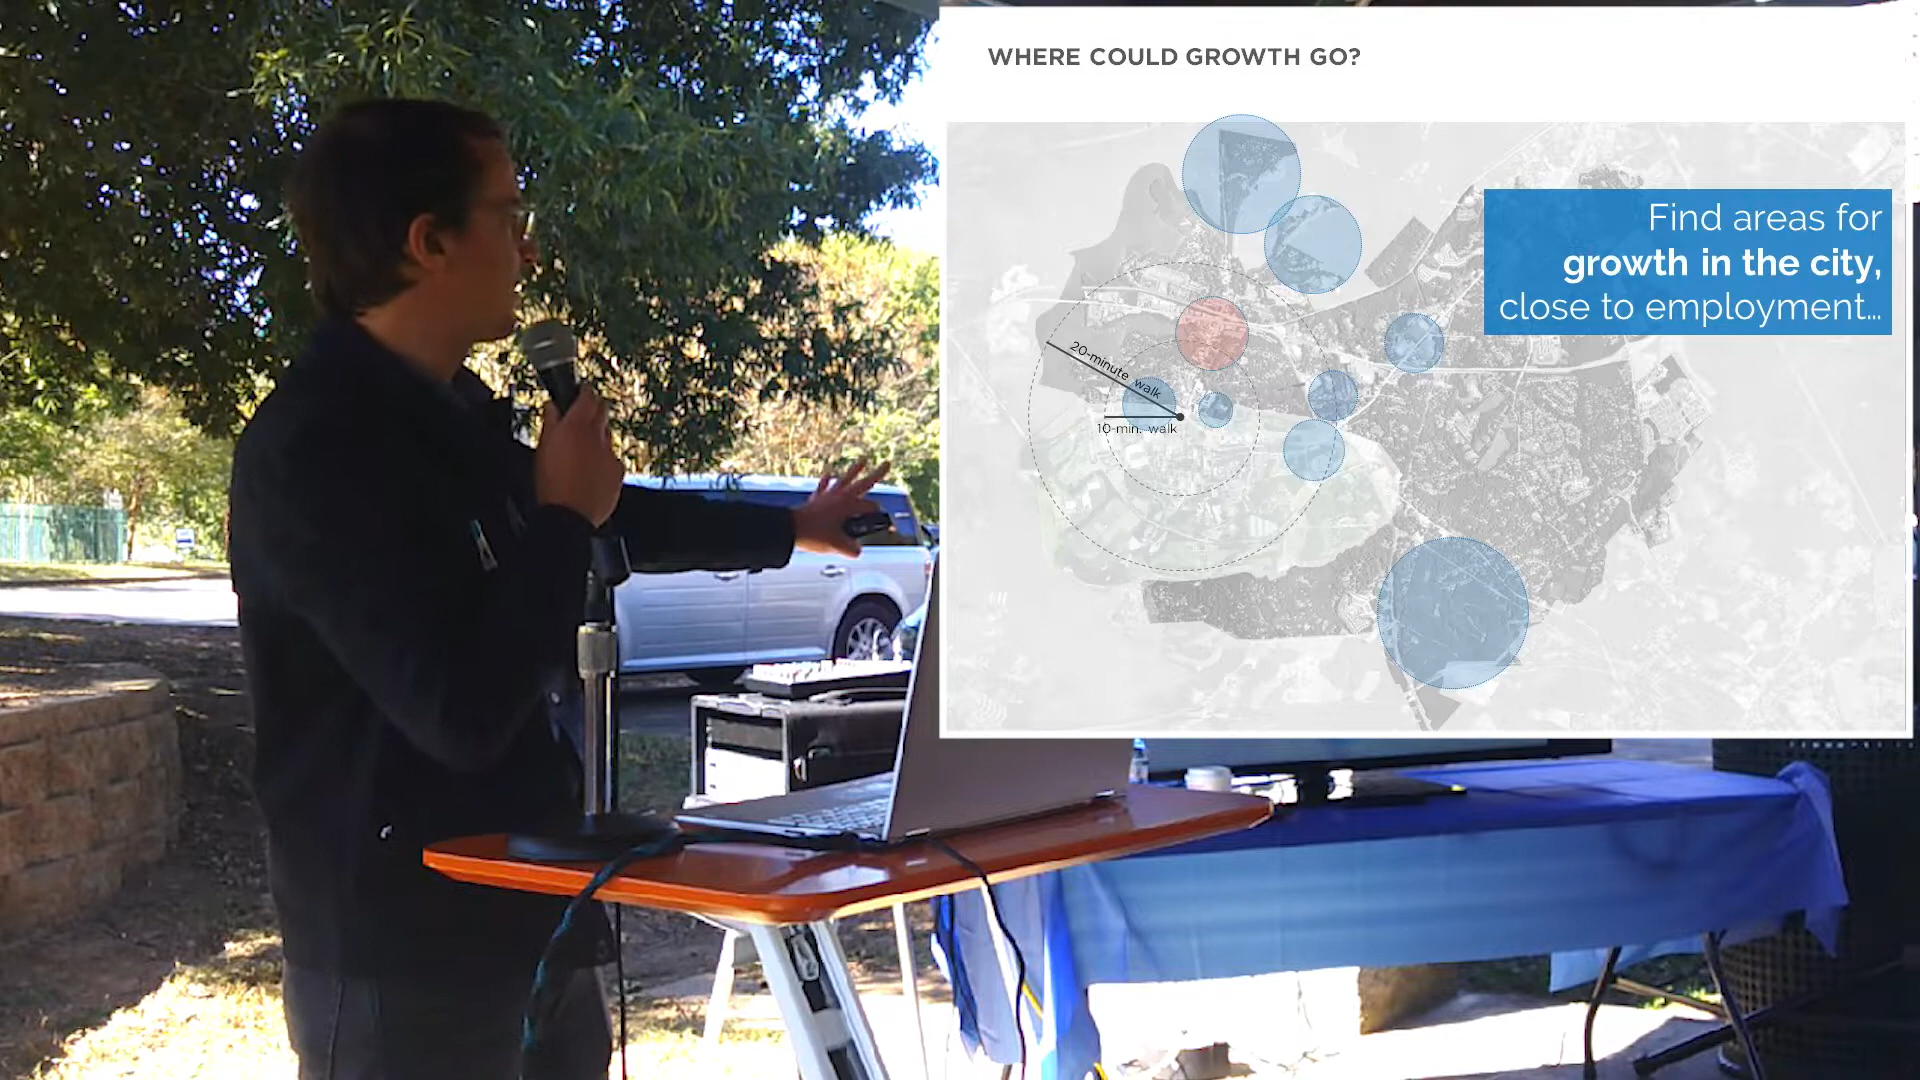 WHERE COULD GROWTH GO?
Find areas for
growth in the city,
close to employment...
20-minute walk
10-min. walk